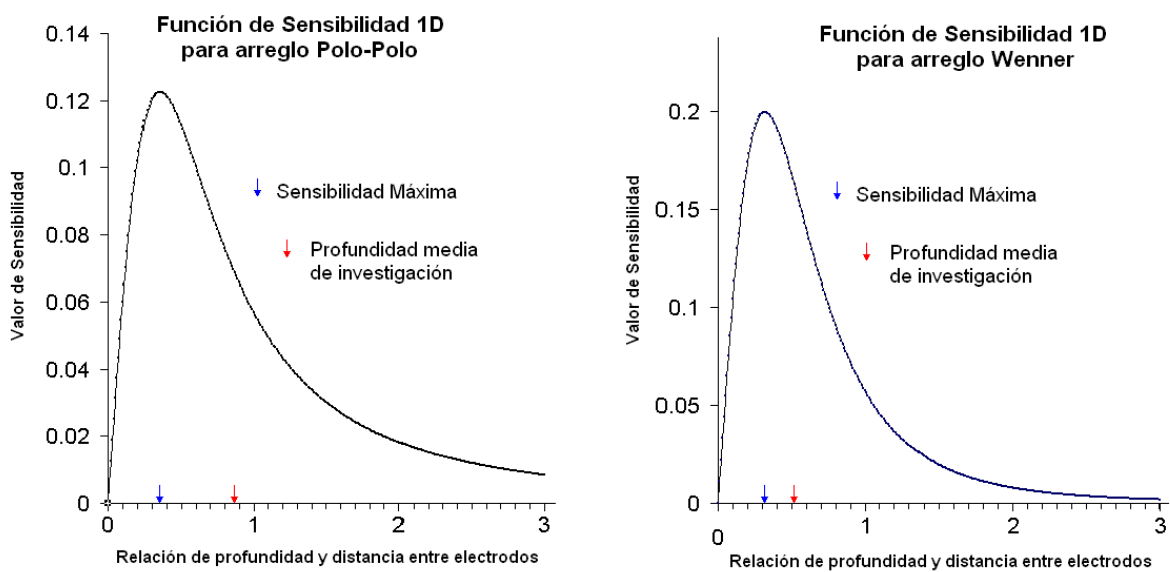 Función de Sensibilidad 1D
para arreglo Polo-Polo
0.14
0.12
0.1
0.08
0.06
0.04
0.02
0
Valor de Sensibilidad
Sensibilidad Máxima
Profundidad media
de investigación
0
1
2
3
Relación de profundidad y distancia entre electrodos
Función de Sensibilidad 1D
para arreglo Wenner
0.2
0.15
0.1
0.05
0
Valor de Sensibilidad
Sensibilidad Máxima
Profundidad media
de investigación
0
1
2
3
Relación de profundidad y distancia entre electrodos